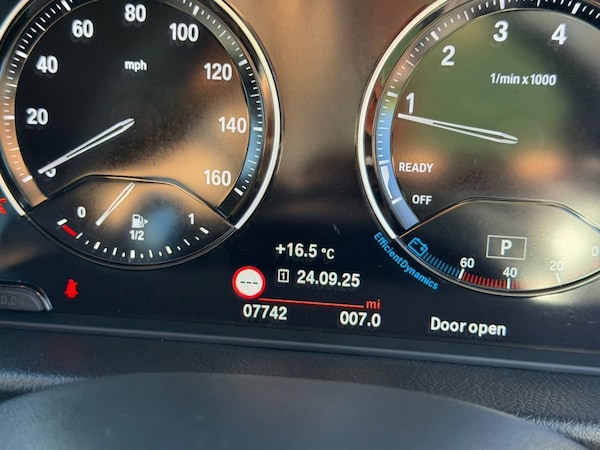 20
40
60
80
100
120
140
160
mph
0
1/2
1
+16.5 °C
24.09.25
---
mi
07742
007.0
1
2
3
4
1/min x 1000
READY
OFF
EfficientDynamics
P
60
40
20
0
Door open